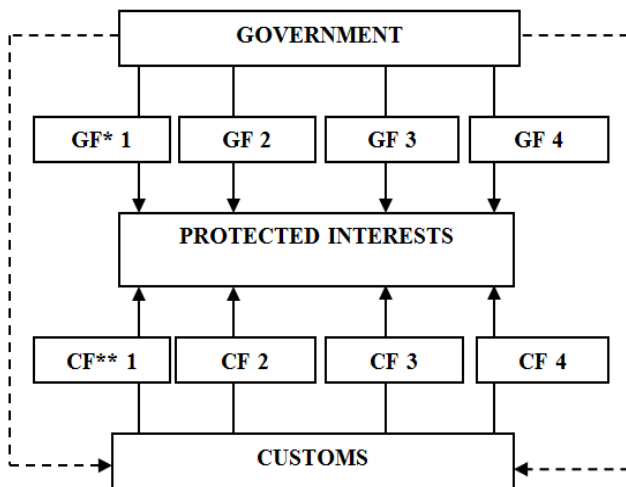 GOVERNMENT
GF* 1
GF 2
GF 3
GF 4
PROTECTED INTERESTS
CF** 1
CF 2
CF 3
CF 4
CUSTOMS